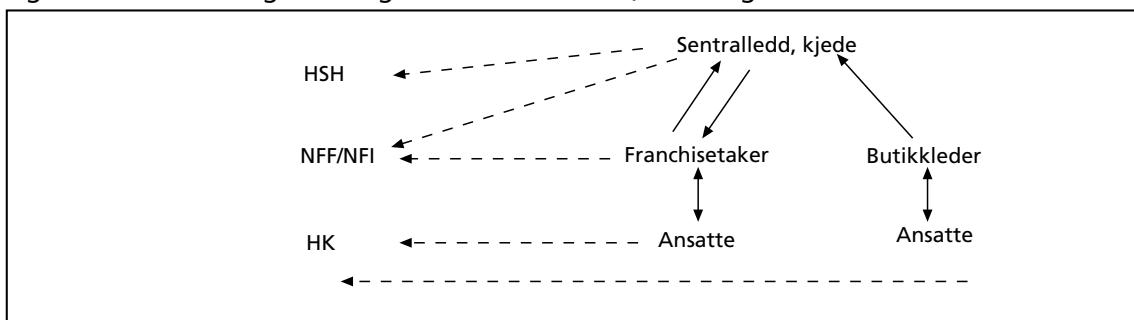 Sentralledd, kjede
HSH
NFF/NFI
Franchisetaker
Butikkleder
HK
Ansatte
Ansatte